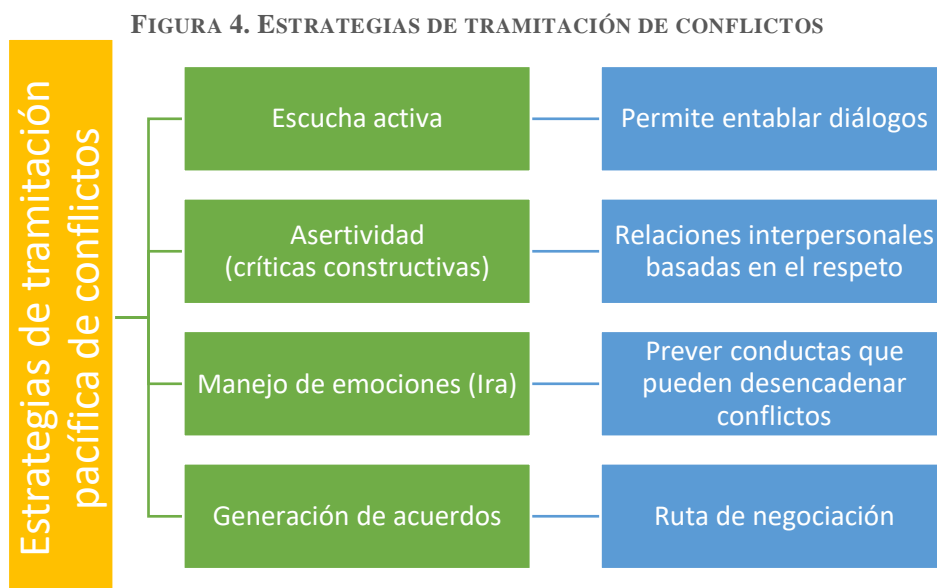 FIGURA 4. ESTRATEGIAS DE TRAMITACIÓN DE CONFLICTOS
Estrategias de tramitación
pacífica de conflictos
Escucha activa
Permite entablar diálogos
Asertividad
(críticas constructivas)
Relaciones interpersonales
basadas en el respeto
Manejo de emociones (Ira)
Prever conductas que
pueden desencadenar
conflictos
Generación de acuerdos
Ruta de negociación